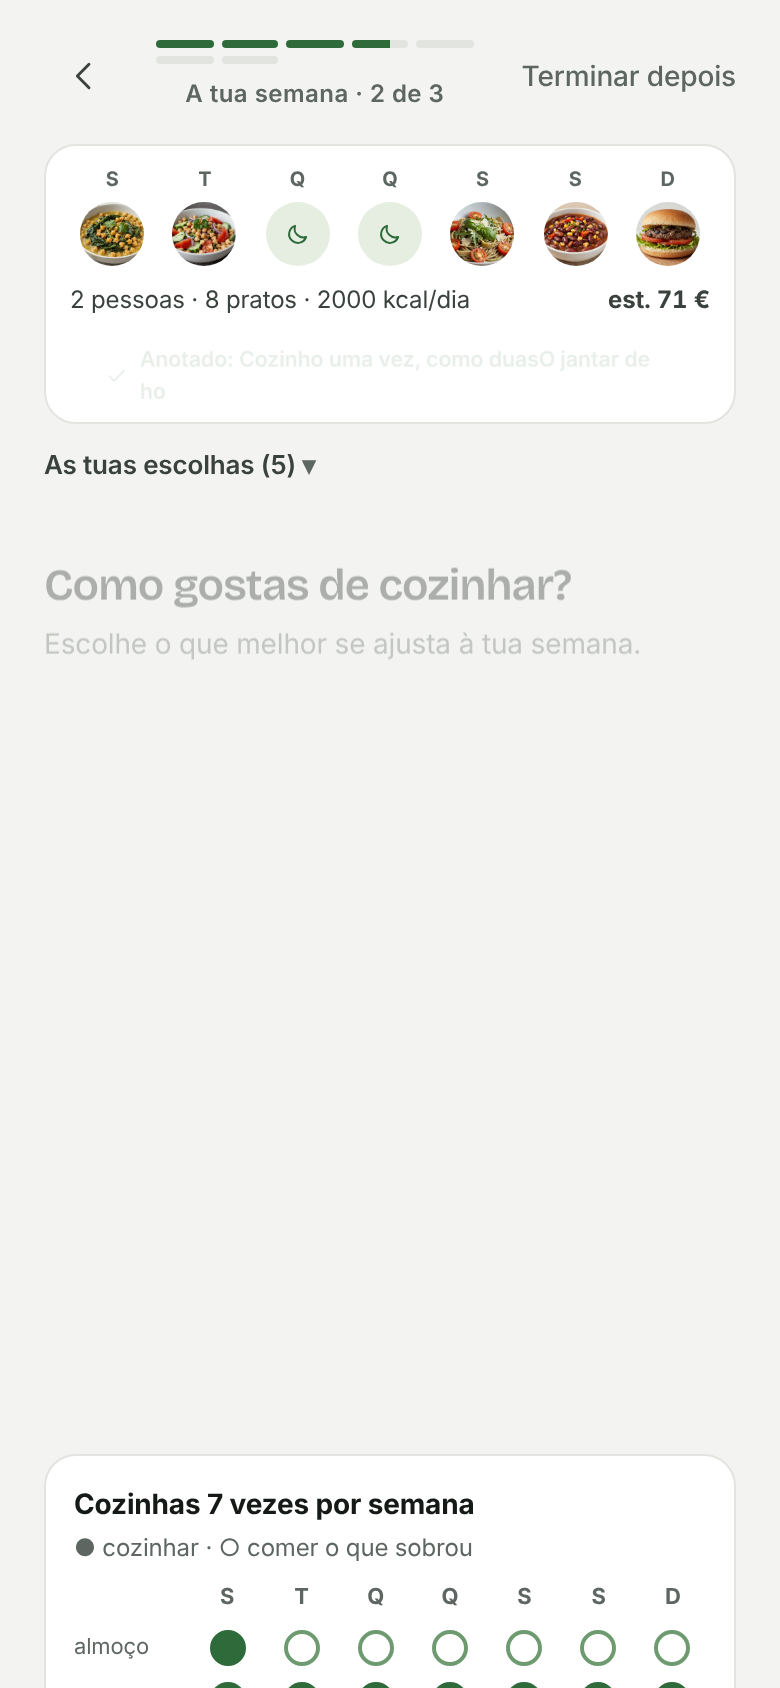 A tua semana · 2 de 3
Terminar depois
S T Q Q S S D
2 pessoas · 8 pratos · 2000 kcal/dia est. 71 €
Anotado: Cozinho uma vez, como duasO jantar de
ho
As tuas escolhas (5) ▾
Como gostas de cozinhar?
Escolhe o que melhor se ajusta à tua semana.
Cozinhas 7 vezes por semana
● cozinhar · ○ comer o que sobrou
S T Q Q S S D
almoço